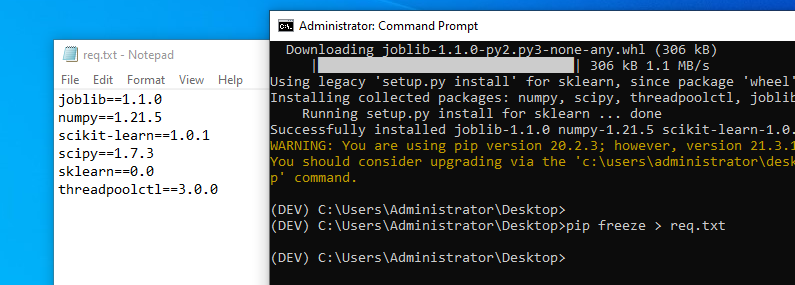 req.txt - Notepad
File Edit Format View Help
joblib==1.1.0
numpy==1.21.5
scikit-learn==1.0.1
scipy==1.7.3
sklearn==0.0
threadpoolctl==3.0.0
Administrator: Command Prompt
Downloading joblib-1.1.0-py2.py3-none-any.whl (306 kB)
| | 306 kB 1.1 MB/s
Using legacy 'setup.py install' for sklearn, since package 'wheel'
Installing collected packages: numpy, scipy, threadpoolctl, joblib
Running setup.py install for sklearn ... done
Successfully installed joblib-1.1.0 numpy-1.21.5 scikit-learn-1.0.
WARNING: You are using pip version 20.2.3; however, version 21.3.1
You should consider upgrading via the 'c:\users\administrator\desk
p' command.
(DEV) C:\Users\Administrator\Desktop>
(DEV) C:\Users\Administrator\Desktop>pip freeze > req.txt
(DEV) C:\Users\Administrator\Desktop>